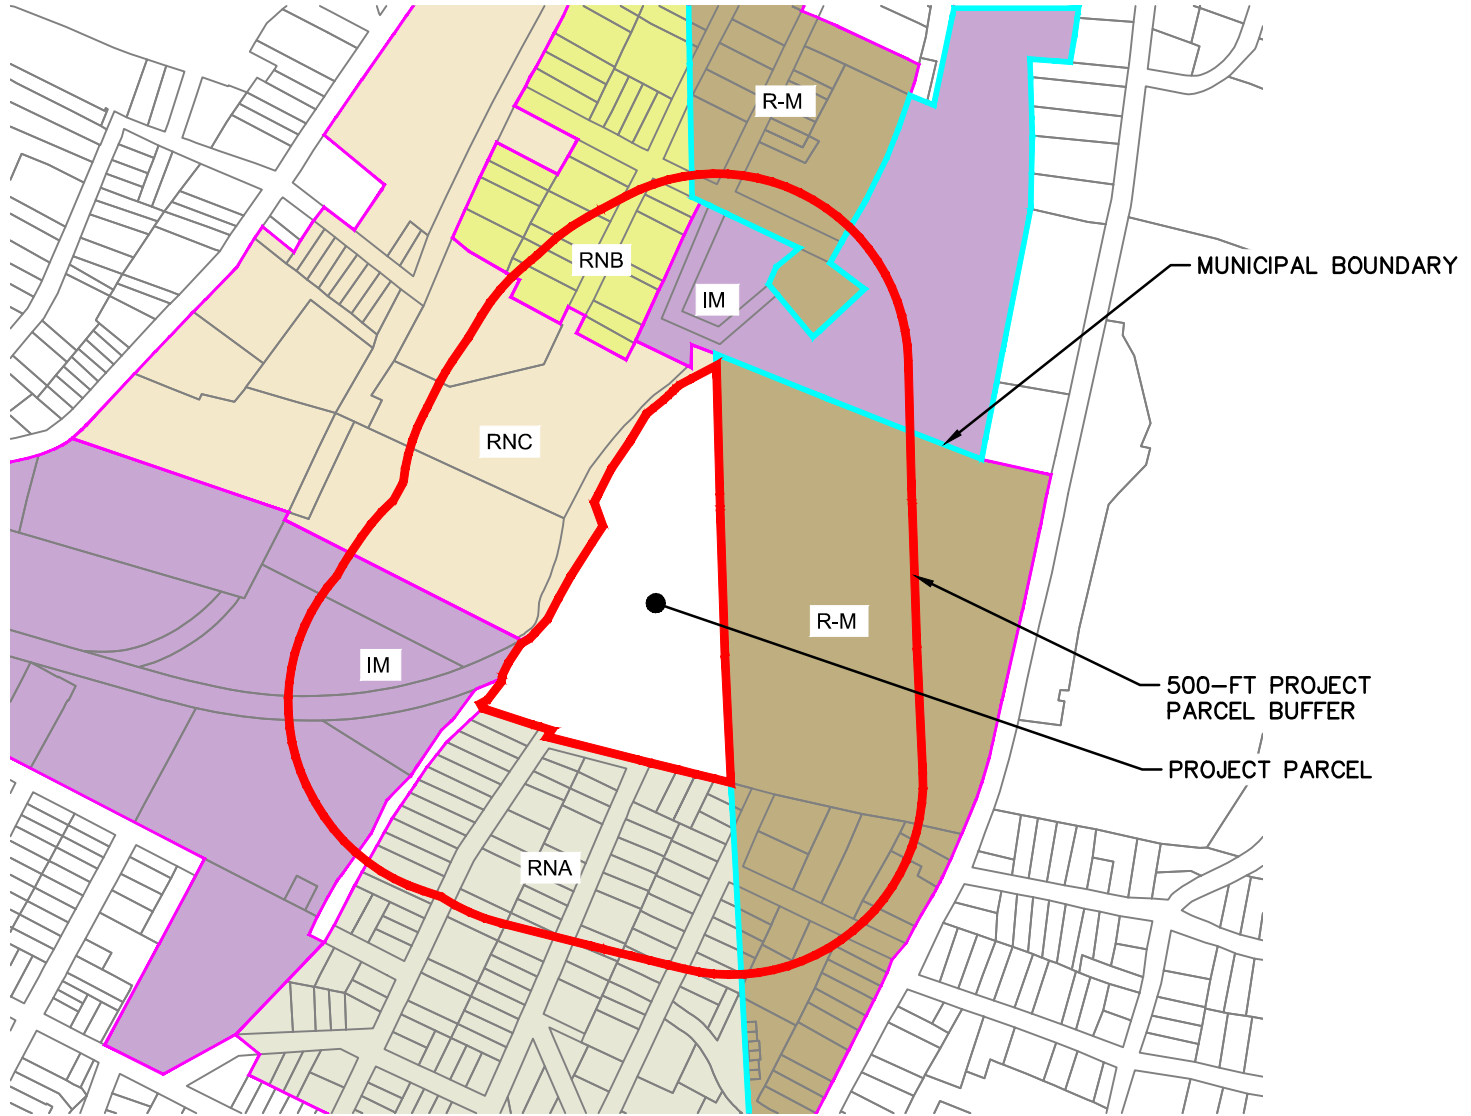 R-M
RNB
MUNICIPAL BOUNDARY
IM
RNC
R-M
IM
500-FT PROJECT
PARCEL BUFFER
PROJECT PARCEL
RNA